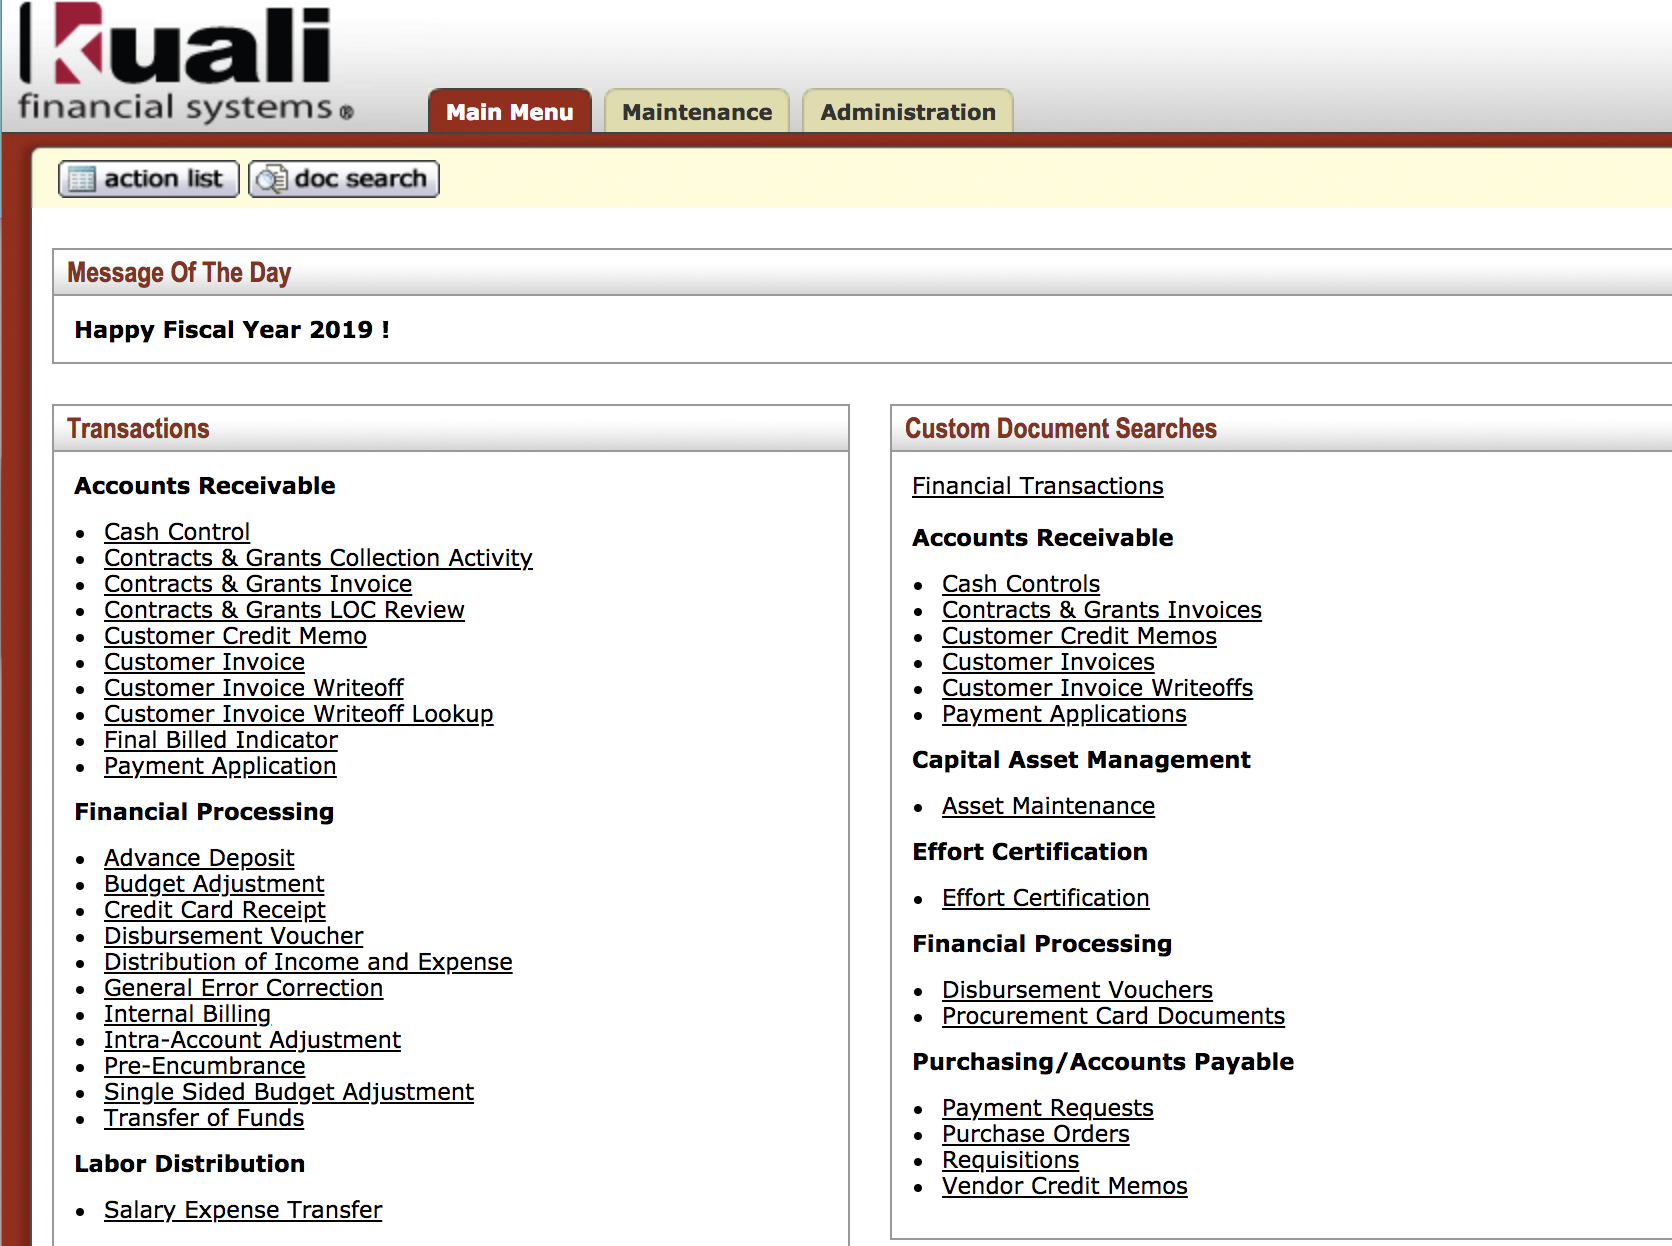 Kuali
financial systems®
Main Menu
Maintenance
Administration
action list
doc search
Message Of The Day
Happy Fiscal Year 2019 !
Transactions
Accounts Receivable
Cash Control
Contracts & Grants Collection Activity
Contracts & Grants Invoice
Contracts & Grants LOC Review
Customer Credit Memo
Customer Invoice
Customer Invoice Writeoff
Customer Invoice Writeoff Lookup
Final Billed Indicator
Payment Application
Financial Processing
Advance Deposit
Budget Adjustment
Credit Card Receipt
Disbursement Voucher
Distribution of Income and Expense
General Error Correction
Internal Billing
Intra-Account Adjustment
Pre-Encumbrance
Single Sided Budget Adjustment
Transfer of Funds
Labor Distribution
Salary Expense Transfer
Custom Document Searches
Financial Transactions
Accounts Receivable
Cash Controls
Contracts & Grants Invoices
Customer Credit Memos
Customer Invoices
Customer Invoice Writeoffs
Payment Applications
Capital Asset Management
Asset Maintenance
Effort Certification
Effort Certification
Financial Processing
Disbursement Vouchers
Procurement Card Documents
Purchasing/Accounts Payable
Payment Requests
Purchase Orders
Requisitions
Vendor Credit Memos